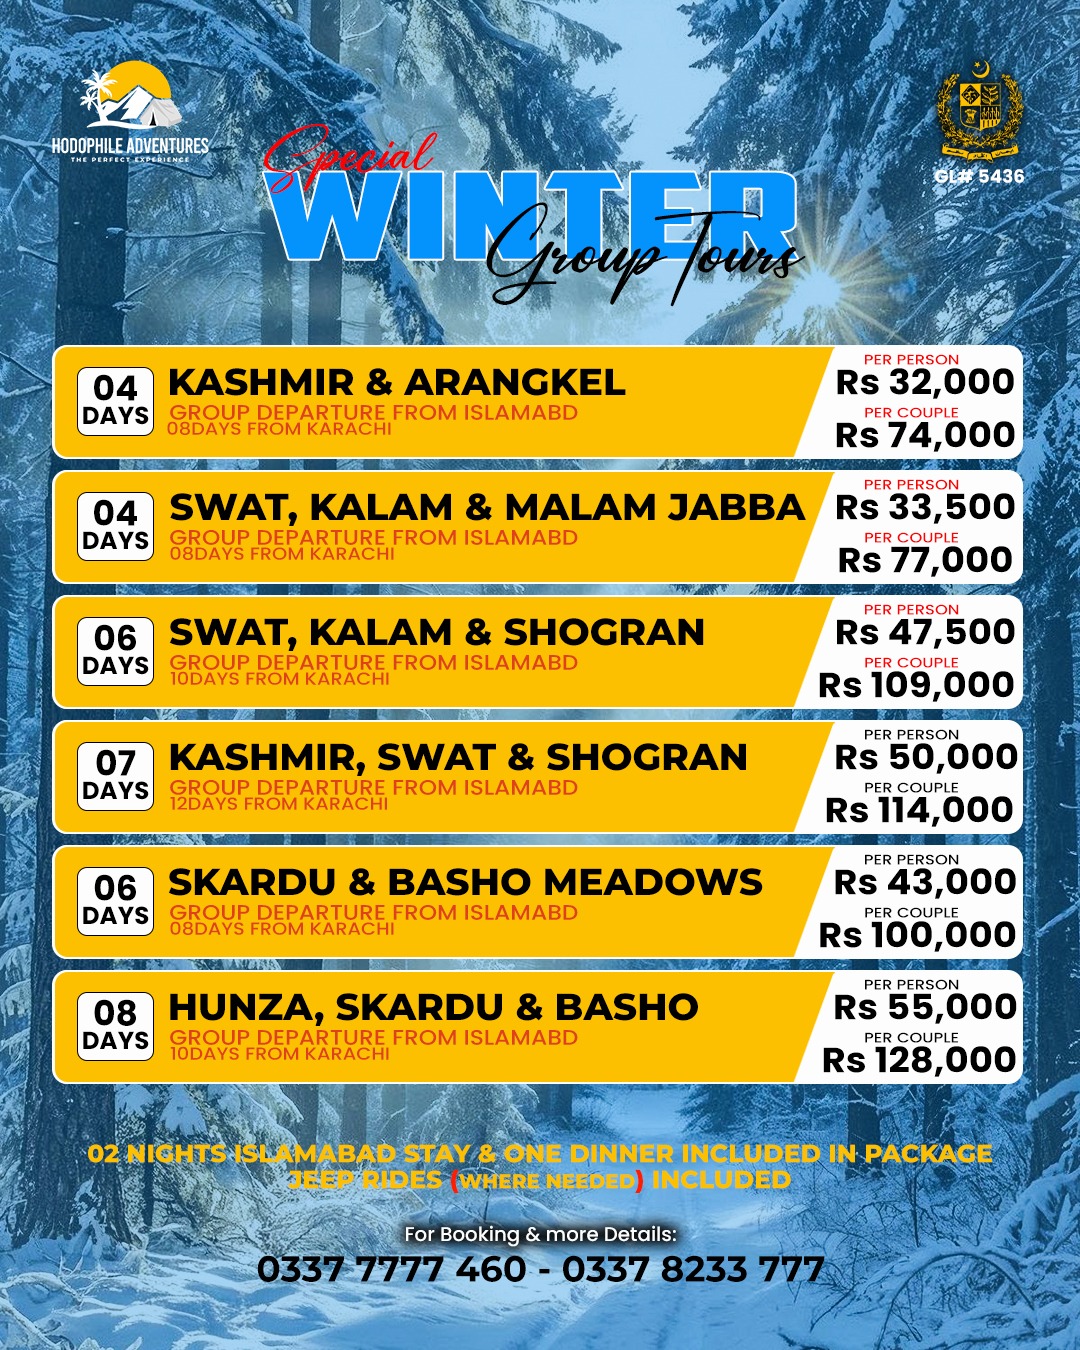 HODOPHILE ADVENTURES
THE PERFECT EXPERIENCE
GL# 5436
Special
WINTER
Group Tours
04
DAYS
KASHMIR & ARANGKEL
GROUP DEPARTURE FROM ISLAMABD
08DAYS FROM KARACHI
PER PERSON
Rs 32,000
PER COUPLE
Rs 74,000
04
DAYS
SWAT, KALAM & MALAM JABBA
GROUP DEPARTURE FROM ISLAMABD
08DAYS FROM KARACHI
PER PERSON
Rs 33,500
PER COUPLE
Rs 77,000
06
DAYS
SWAT, KALAM & SHOGRAN
GROUP DEPARTURE FROM ISLAMABD
10DAYS FROM KARACHI
PER PERSON
Rs 47,500
PER COUPLE
Rs 109,000
07
DAYS
KASHMIR, SWAT & SHOGRAN
GROUP DEPARTURE FROM ISLAMABD
12DAYS FROM KARACHI
PER PERSON
Rs 50,000
PER COUPLE
Rs 114,000
06
DAYS
SKARDU & BASHO MEADOWS
GROUP DEPARTURE FROM ISLAMABD
08DAYS FROM KARACHI
PER PERSON
Rs 43,000
PER COUPLE
Rs 100,000
08
DAYS
HUNZA, SKARDU & BASHO
GROUP DEPARTURE FROM ISLAMABD
10DAYS FROM KARACHI
PER PERSON
Rs 55,000
PER COUPLE
Rs 128,000
02 NIGHTS ISLAMABAD STAY & ONE DINNER INCLUDED IN PACKAGE
JEEP RIDES (WHERE NEEDED) INCLUDED
For Booking & more Details:
0337 7777 460 - 0337 8233 777